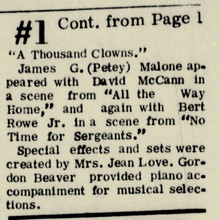 #1 Cont. from Page 1
"A Thousand Clowns."
James G. (Petey) Malone ap-
peared with David McCann in
a scene from "All the Way
Home," and again with Bert
Rowe Jr. in a scene from "No
Time for Sergeants."
Special effects and sets were
created by Mrs. Jean Love. Gor-
don Beaver provided piano ac-
companiment for musical selec-
tions.